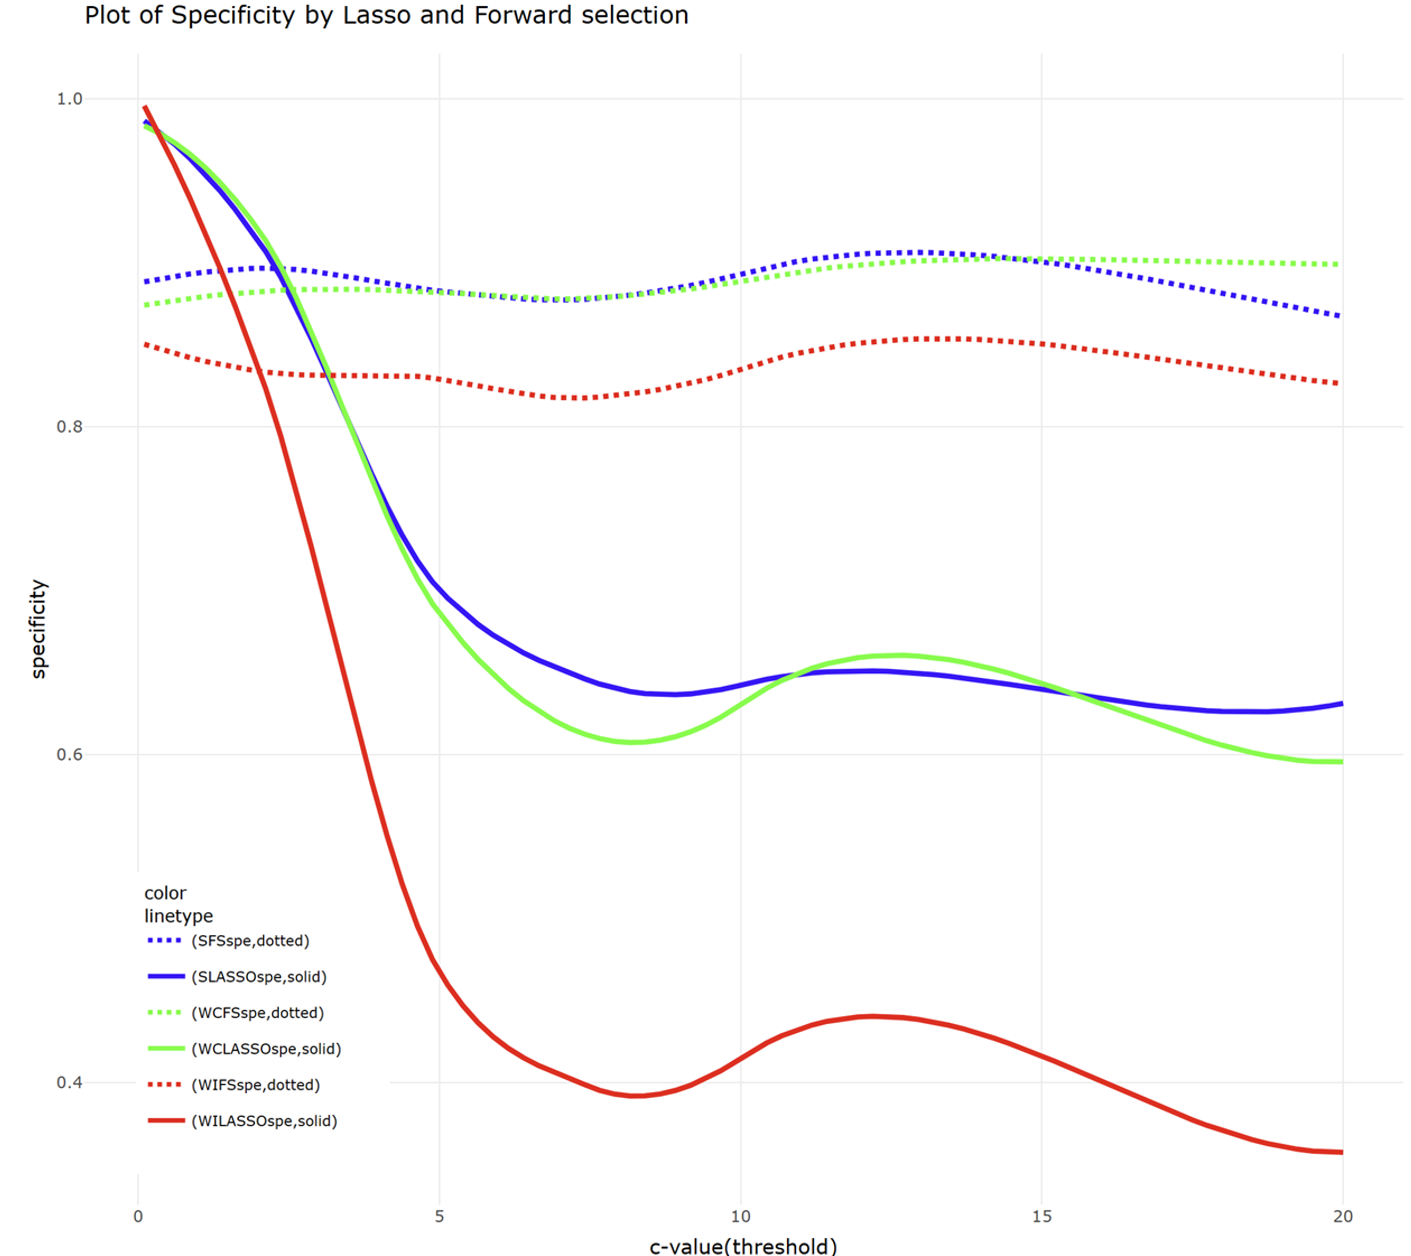 Plot of Specificity by Lasso and Forward selection
1.0
0.8
specificity
0.6
color
linetype
(SFSspe,dotted)
(SLASSOspe,solid)
(WCFSspe,dotted)
(WCLASSOspe,solid)
(WIFSspe,dotted)
0.4
(WILASSOspe,solid)
0 5 10 15 20
c-value(threshold)